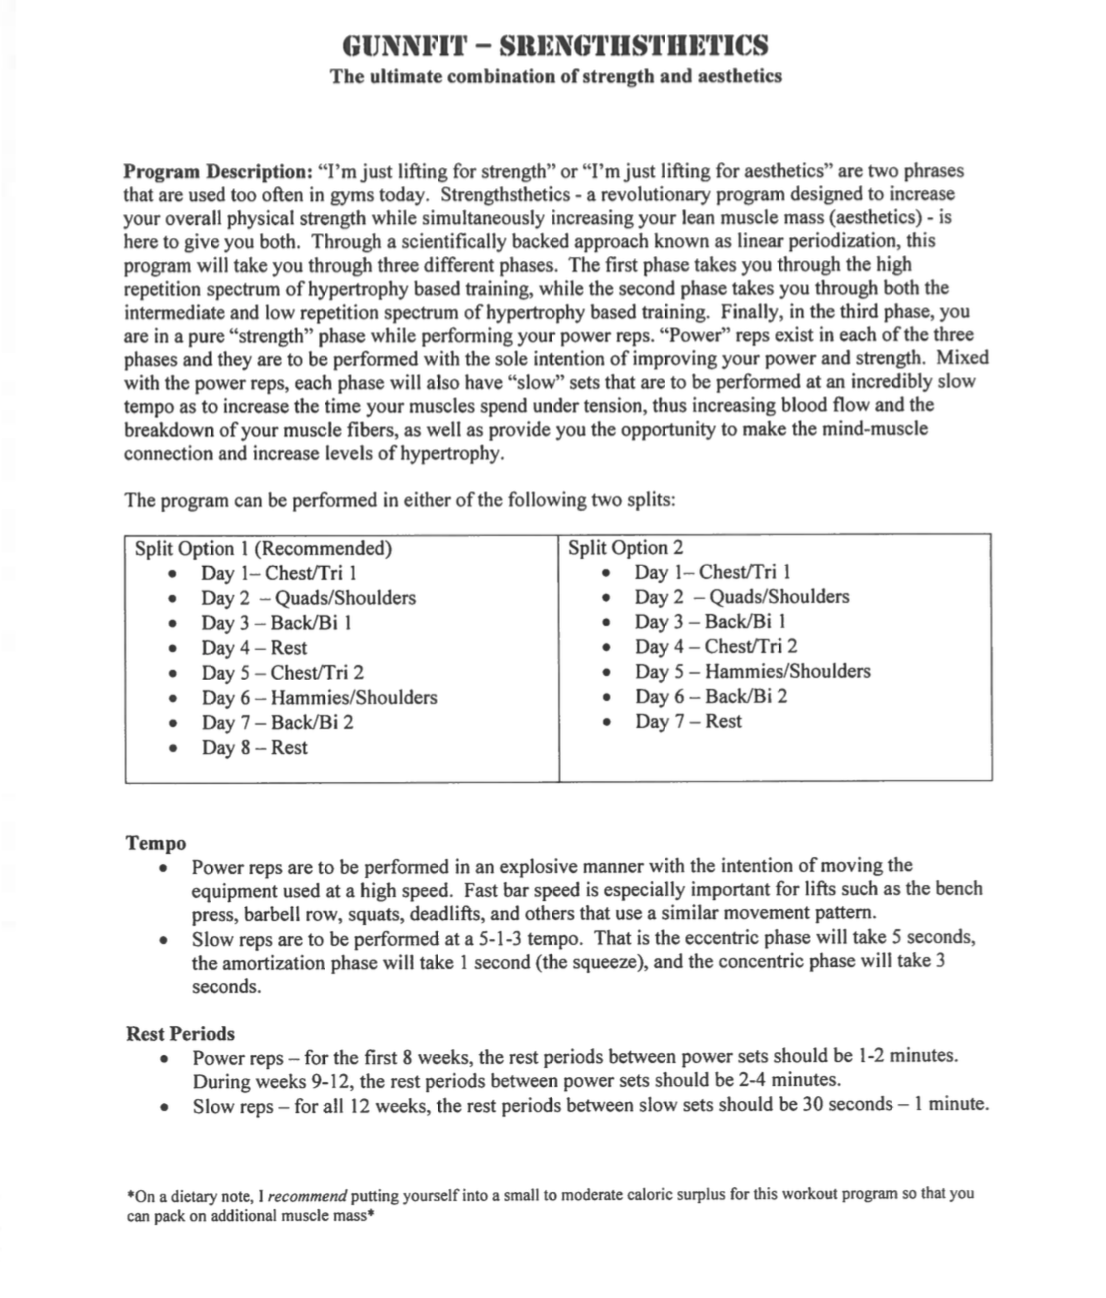 GUNNFIT – SRENGTHSTHETICS
The ultimate combination of strength and aesthetics
Program Description: “I’m just lifting for strength” or “I’m just lifting for aesthetics” are two phrases
that are used too often in gyms today.  Strengthsthetics - a revolutionary program designed to increase
your overall physical strength while simultaneously increasing your lean muscle mass (aesthetics) - is
here to give you both.  Through a scientifically backed approach known as linear periodization, this
program will take you through three different phases.  The first phase takes you through the high
repetition spectrum of hypertrophy based training, while the second phase takes you through both the
intermediate and low repetition spectrum of hypertrophy based training.  Finally, in the third phase, you
are in a pure “strength” phase while performing your power reps. “Power” reps exist in each of the three
phases and they are to be performed with the sole intention of improving your power and strength.  Mixed
with the power reps, each phase will also have “slow” sets that are to be performed at an incredibly slow
tempo as to increase the time your muscles spend under tension, thus increasing blood flow and the
breakdown of your muscle fibers, as well as provide you the opportunity to make the mind-muscle
connection and increase levels of hypertrophy.
The program can be performed in either of the following two splits:
Split Option 1 (Recommended)
• Day 1– Chest/Tri 1
• Day 2 – Quads/Shoulders
• Day 3 – Back/Bi 1
• Day 4 – Rest
• Day 5 – Chest/Tri 2
• Day 6 – Hammies/Shoulders
• Day 7 – Back/Bi 2
• Day 8 – Rest
Split Option 2
• Day 1– Chest/Tri 1
• Day 2 – Quads/Shoulders
• Day 3 – Back/Bi 1
• Day 4 – Chest/Tri 2
• Day 5 – Hammies/Shoulders
• Day 6 – Back/Bi 2
• Day 7 – Rest
Tempo
• Power reps are to be performed in an explosive manner with the intention of moving the
equipment used at a high speed.  Fast bar speed is especially important for lifts such as the bench
press, barbell row, squats, deadlifts, and others that use a similar movement pattern.
• Slow reps are to be performed at a 5-1-3 tempo.  That is the eccentric phase will take 5 seconds,
the amortization phase will take 1 second (the squeeze), and the concentric phase will take 3
seconds.
Rest Periods
• Power reps – for the first 8 weeks, the rest periods between power sets should be 1-2 minutes.
During weeks 9-12, the rest periods between power sets should be 2-4 minutes.
• Slow reps – for all 12 weeks, the rest periods between slow sets should be 30 seconds – 1 minute.
*On a dietary note, I recommend putting yourself into a small to moderate caloric surplus for this workout program so that you
can pack on additional muscle mass*